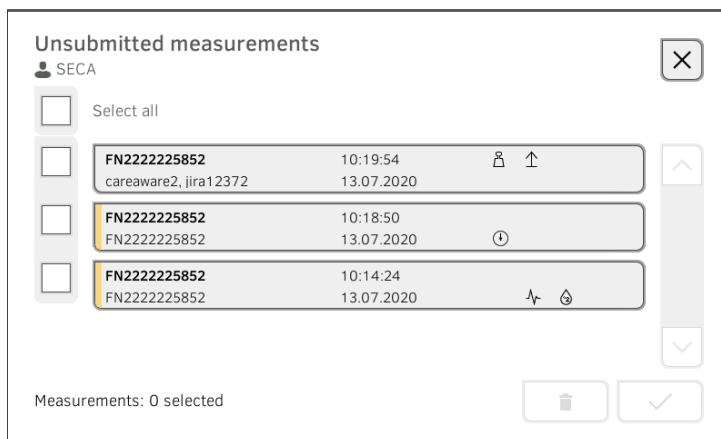 Unsubmitted measurements
SECA
Select all
FN2222225852 10:19:54
careaware2, jira12372 13.07.2020
FN2222225852 10:18:50
FN2222225852 13.07.2020
FN2222225852 10:14:24
FN2222225852 13.07.2020
Measurements: 0 selected